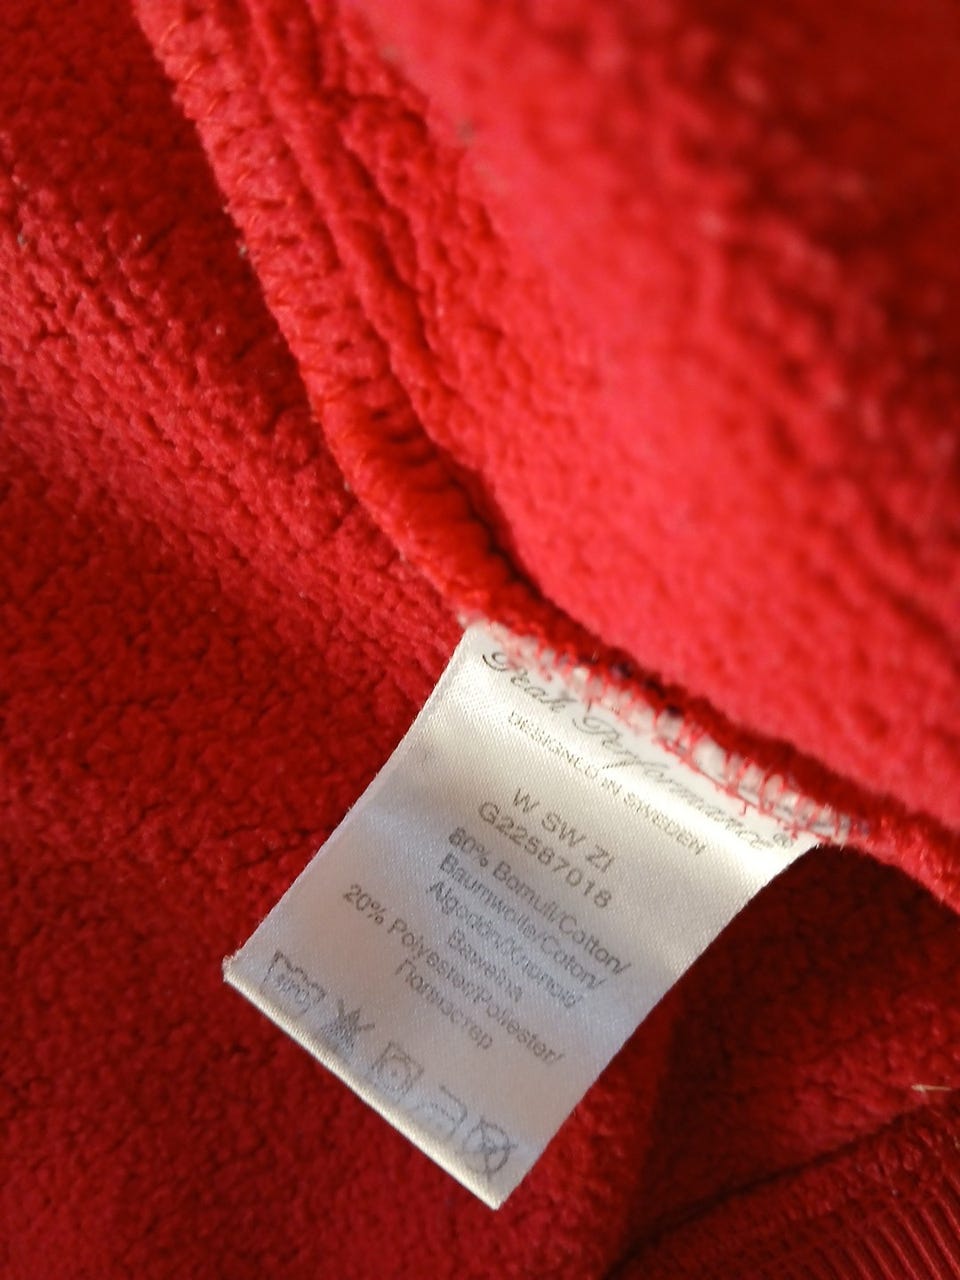 Peak Performance®
DESIGNED IN SWEDEN
W SW ZI
G22587018
80% Bomull/Cotton/
Baumwolle/Coton/
Algodón/Хлопок/
Bawełna
20% Polyester/Poliester/
Полиэстер